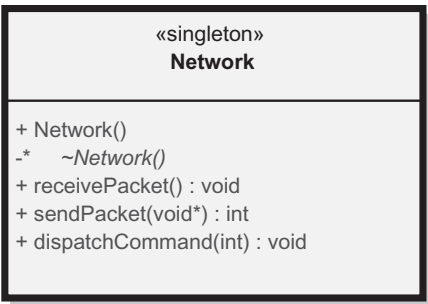 «singleton»
Network
+ Network()
-* ~Network()
+ receivePacket() : void
+ sendPacket(void*) : int
+ dispatchCommand(int) : void